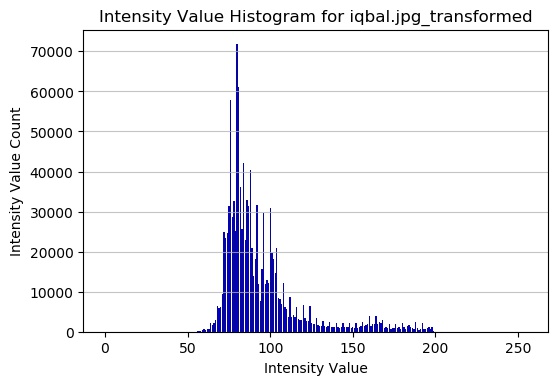 Intensity Value Histogram for iqbal.jpg_transformed
70000
60000
50000
40000
30000
20000
10000
0
Intensity Value Count
0 50 100 150 200 250
Intensity Value